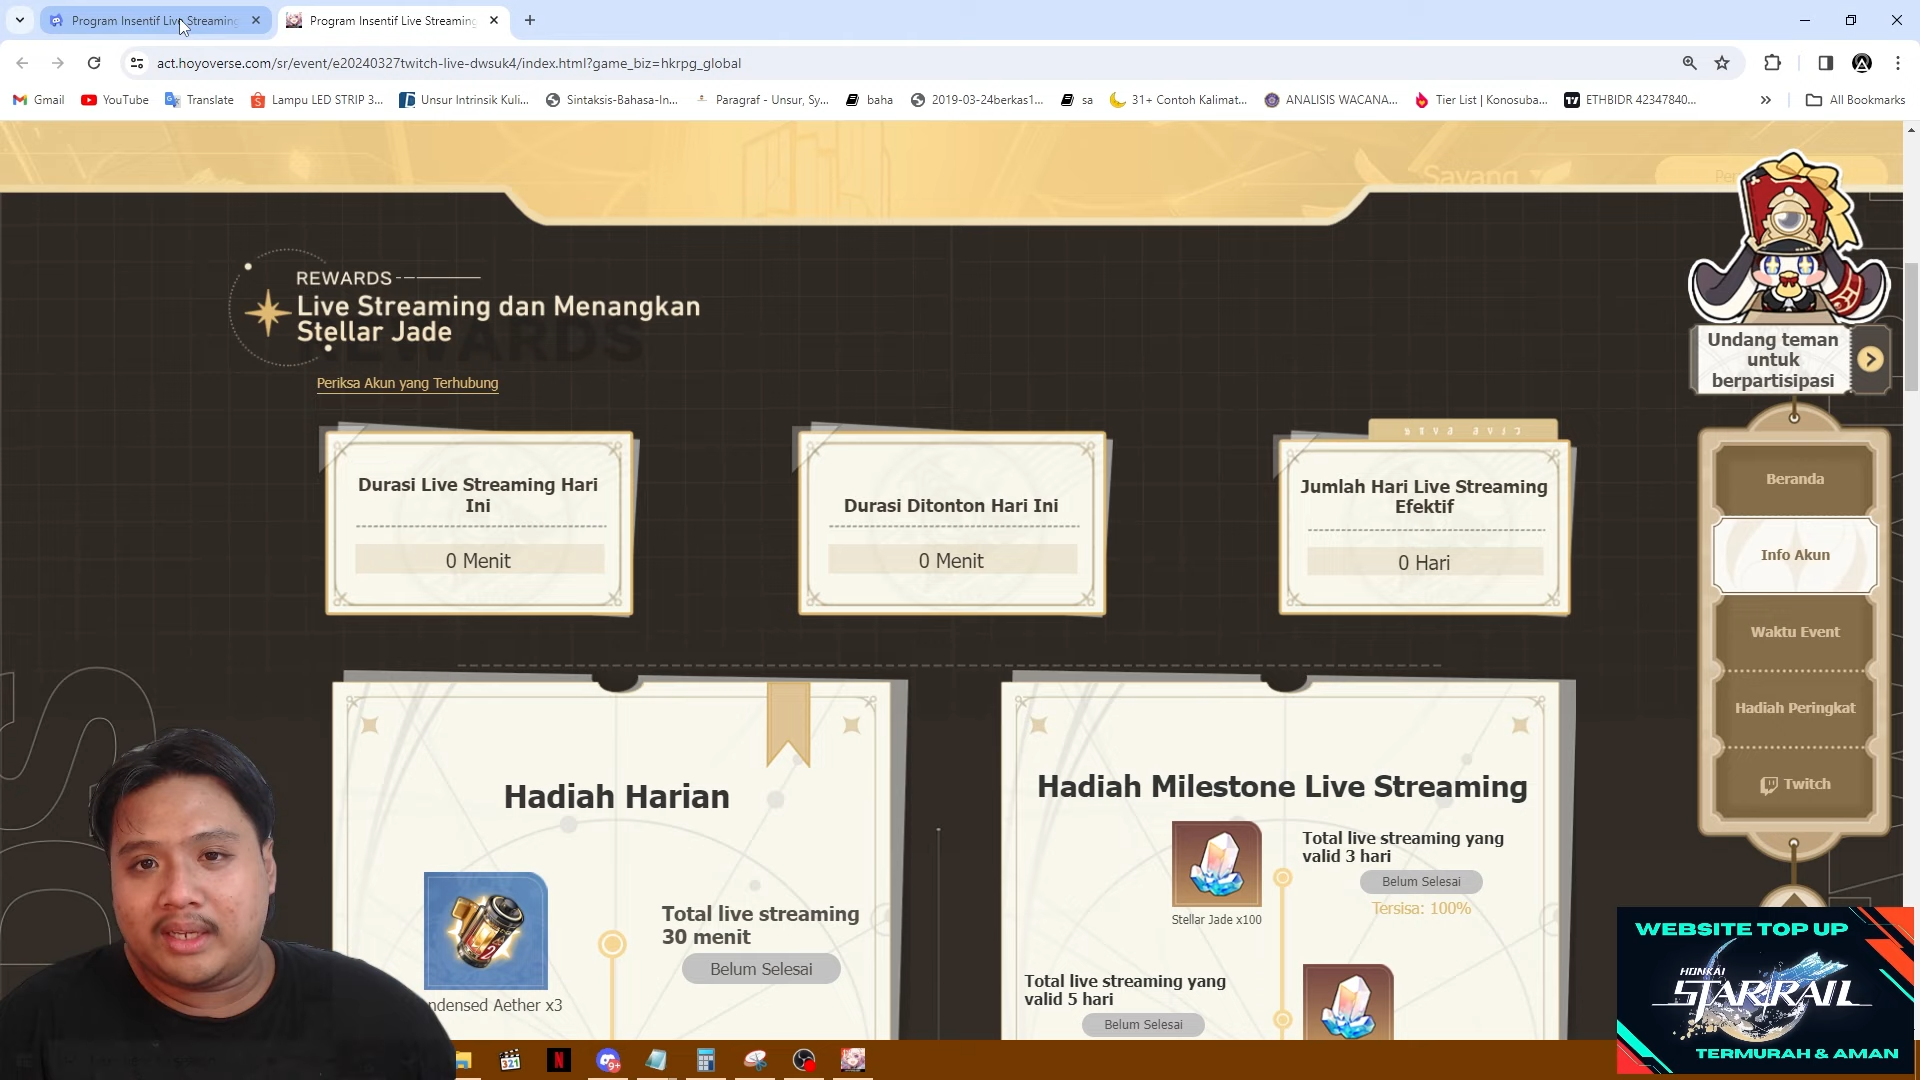 Program Insentif Live Streaming
Program Insentif Live Streaming
act.hoyoverse.com/sr/event/e20240327twitch-live-dwsuk4/index.html?game_biz=hkrpg_global
Gmail
YouTube
Translate
Lampu LED STRIP 3...
Unsur Intrinsik Kuli...
Sintaksis-Bahasa-In...
Paragraf - Unsur, Sy...
baha
2019-03-24berkas1...
sa
31+ Contoh Kalimat...
ANALISIS WACANA...
Tier List | Konosuba...
ETHBIDR 42347840...
All Bookmarks
Sayang
REWARDS
Live Streaming dan Menangkan
Stellar Jade
Periksa Akun yang Terhubung
Undang teman
untuk
berpartisipasi
Durasi Live Streaming Hari
Ini
0 Menit
Durasi Ditonton Hari Ini
0 Menit
Jumlah Hari Live Streaming
Efektif
0 Hari
Beranda
Info Akun
Waktu Event
Hadiah Peringkat
Twitch
Hadiah Harian
Total live streaming
30 menit
Belum Selesai
ndensed Aether x3
Hadiah Milestone Live Streaming
Total live streaming yang
valid 3 hari
Belum Selesai
Tersisa: 100%
Stellar Jade x100
Total live streaming yang
valid 5 hari
Belum Selesai
WEBSITE TOP UP
HONKAI
STAR RAIL
TERMURAH & AMAN